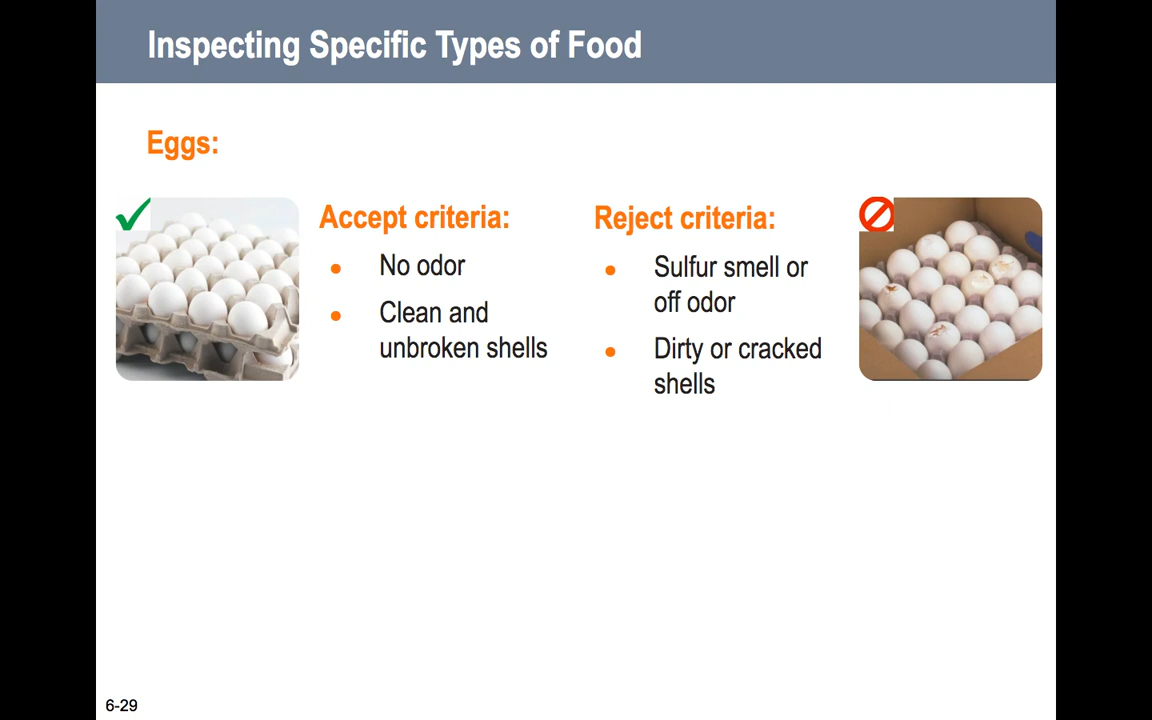 Inspecting Specific Types of Food
Eggs:
Accept criteria:
• No odor
• Clean and
unbroken shells
Reject criteria:
• Sulfur smell or
off odor
• Dirty or cracked
shells
6-29